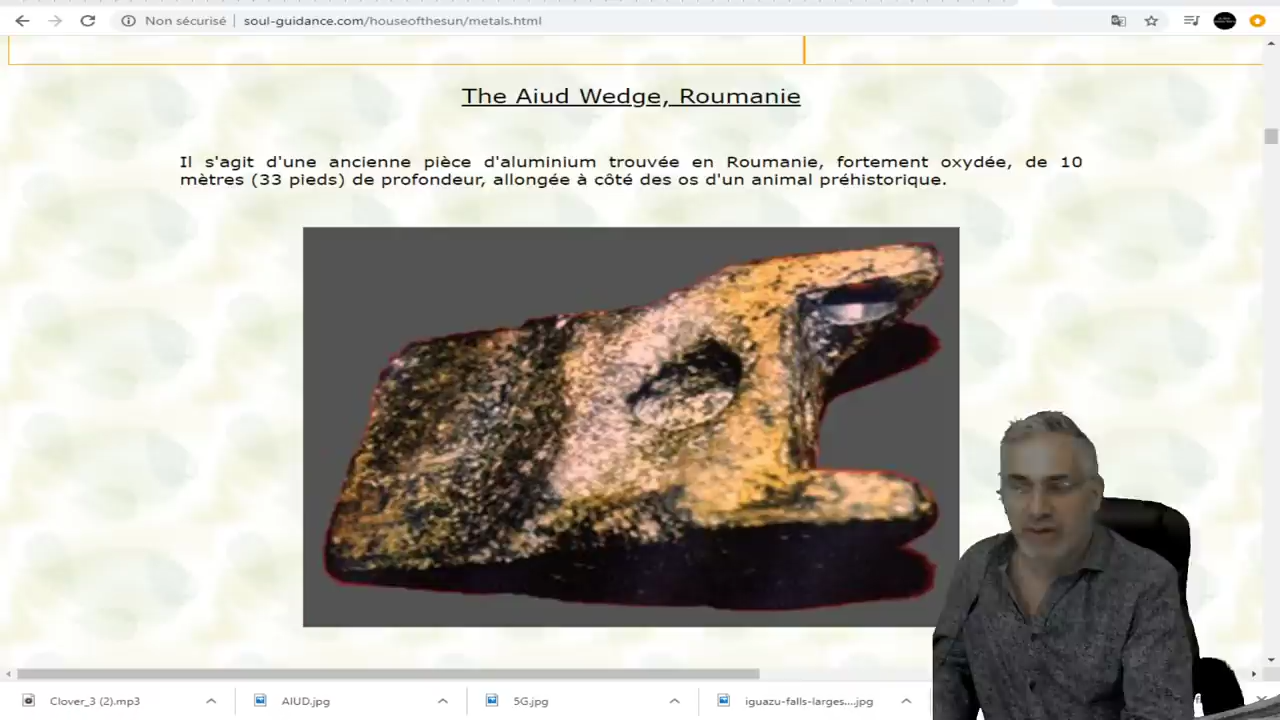 Non sécurisé | soul-guidance.com/houseofthesun/metals.html
The Aiud Wedge, Roumanie
Il s'agit d'une ancienne pièce d'aluminium trouvée en Roumanie, fortement oxydée, de 10
mètres (33 pieds) de profondeur, allongée à côté des os d'un animal préhistorique.
Clover_3 (2).mp3
AIUD.jpg
5G.jpg
iguazu-falls-larges....jpg